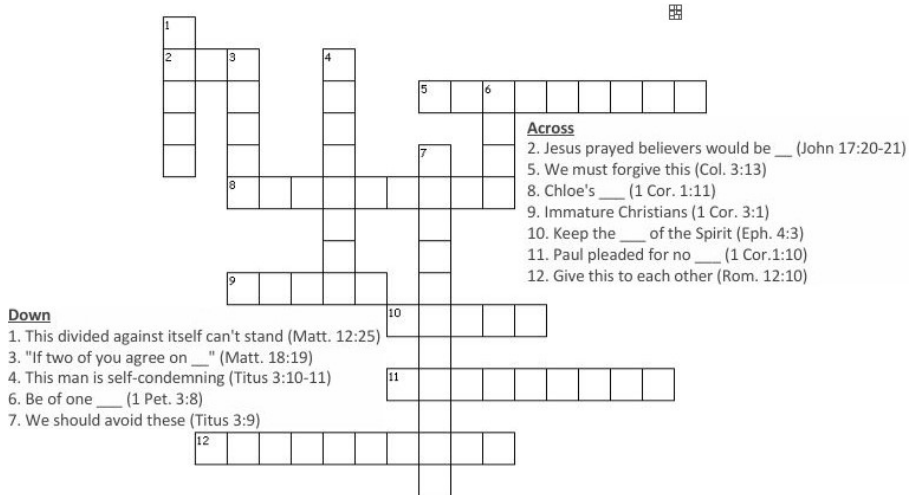 1
2
3
4
5
6
Across
2. Jesus prayed believers would be __ (John 17:20-21)
7
5. We must forgive this (Col. 3:13)
8
8. Chloe's ___ (1 Cor. 1:11)
9. Immature Christians (1 Cor. 3:1)
10. Keep the ___ of the Spirit (Eph. 4:3)
11. Paul pleaded for no ___ (1 Cor.1:10)
12. Give this to each other (Rom. 12:10)
9
10
Down
1. This divided against itself can't stand (Matt. 12:25)
3. "If two of you agree on __" (Matt. 18:19)
4. This man is self-condemning (Titus 3:10-11)
11
6. Be of one ___ (1 Pet. 3:8)
7. We should avoid these (Titus 3:9)
12